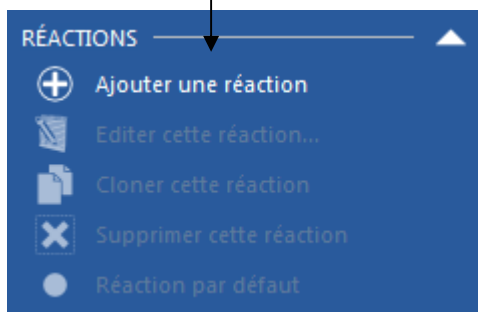 RÉACTIONS
Ajouter une réaction
Editer cette réaction...
Cloner cette réaction
Supprimer cette réaction
Réaction par défaut